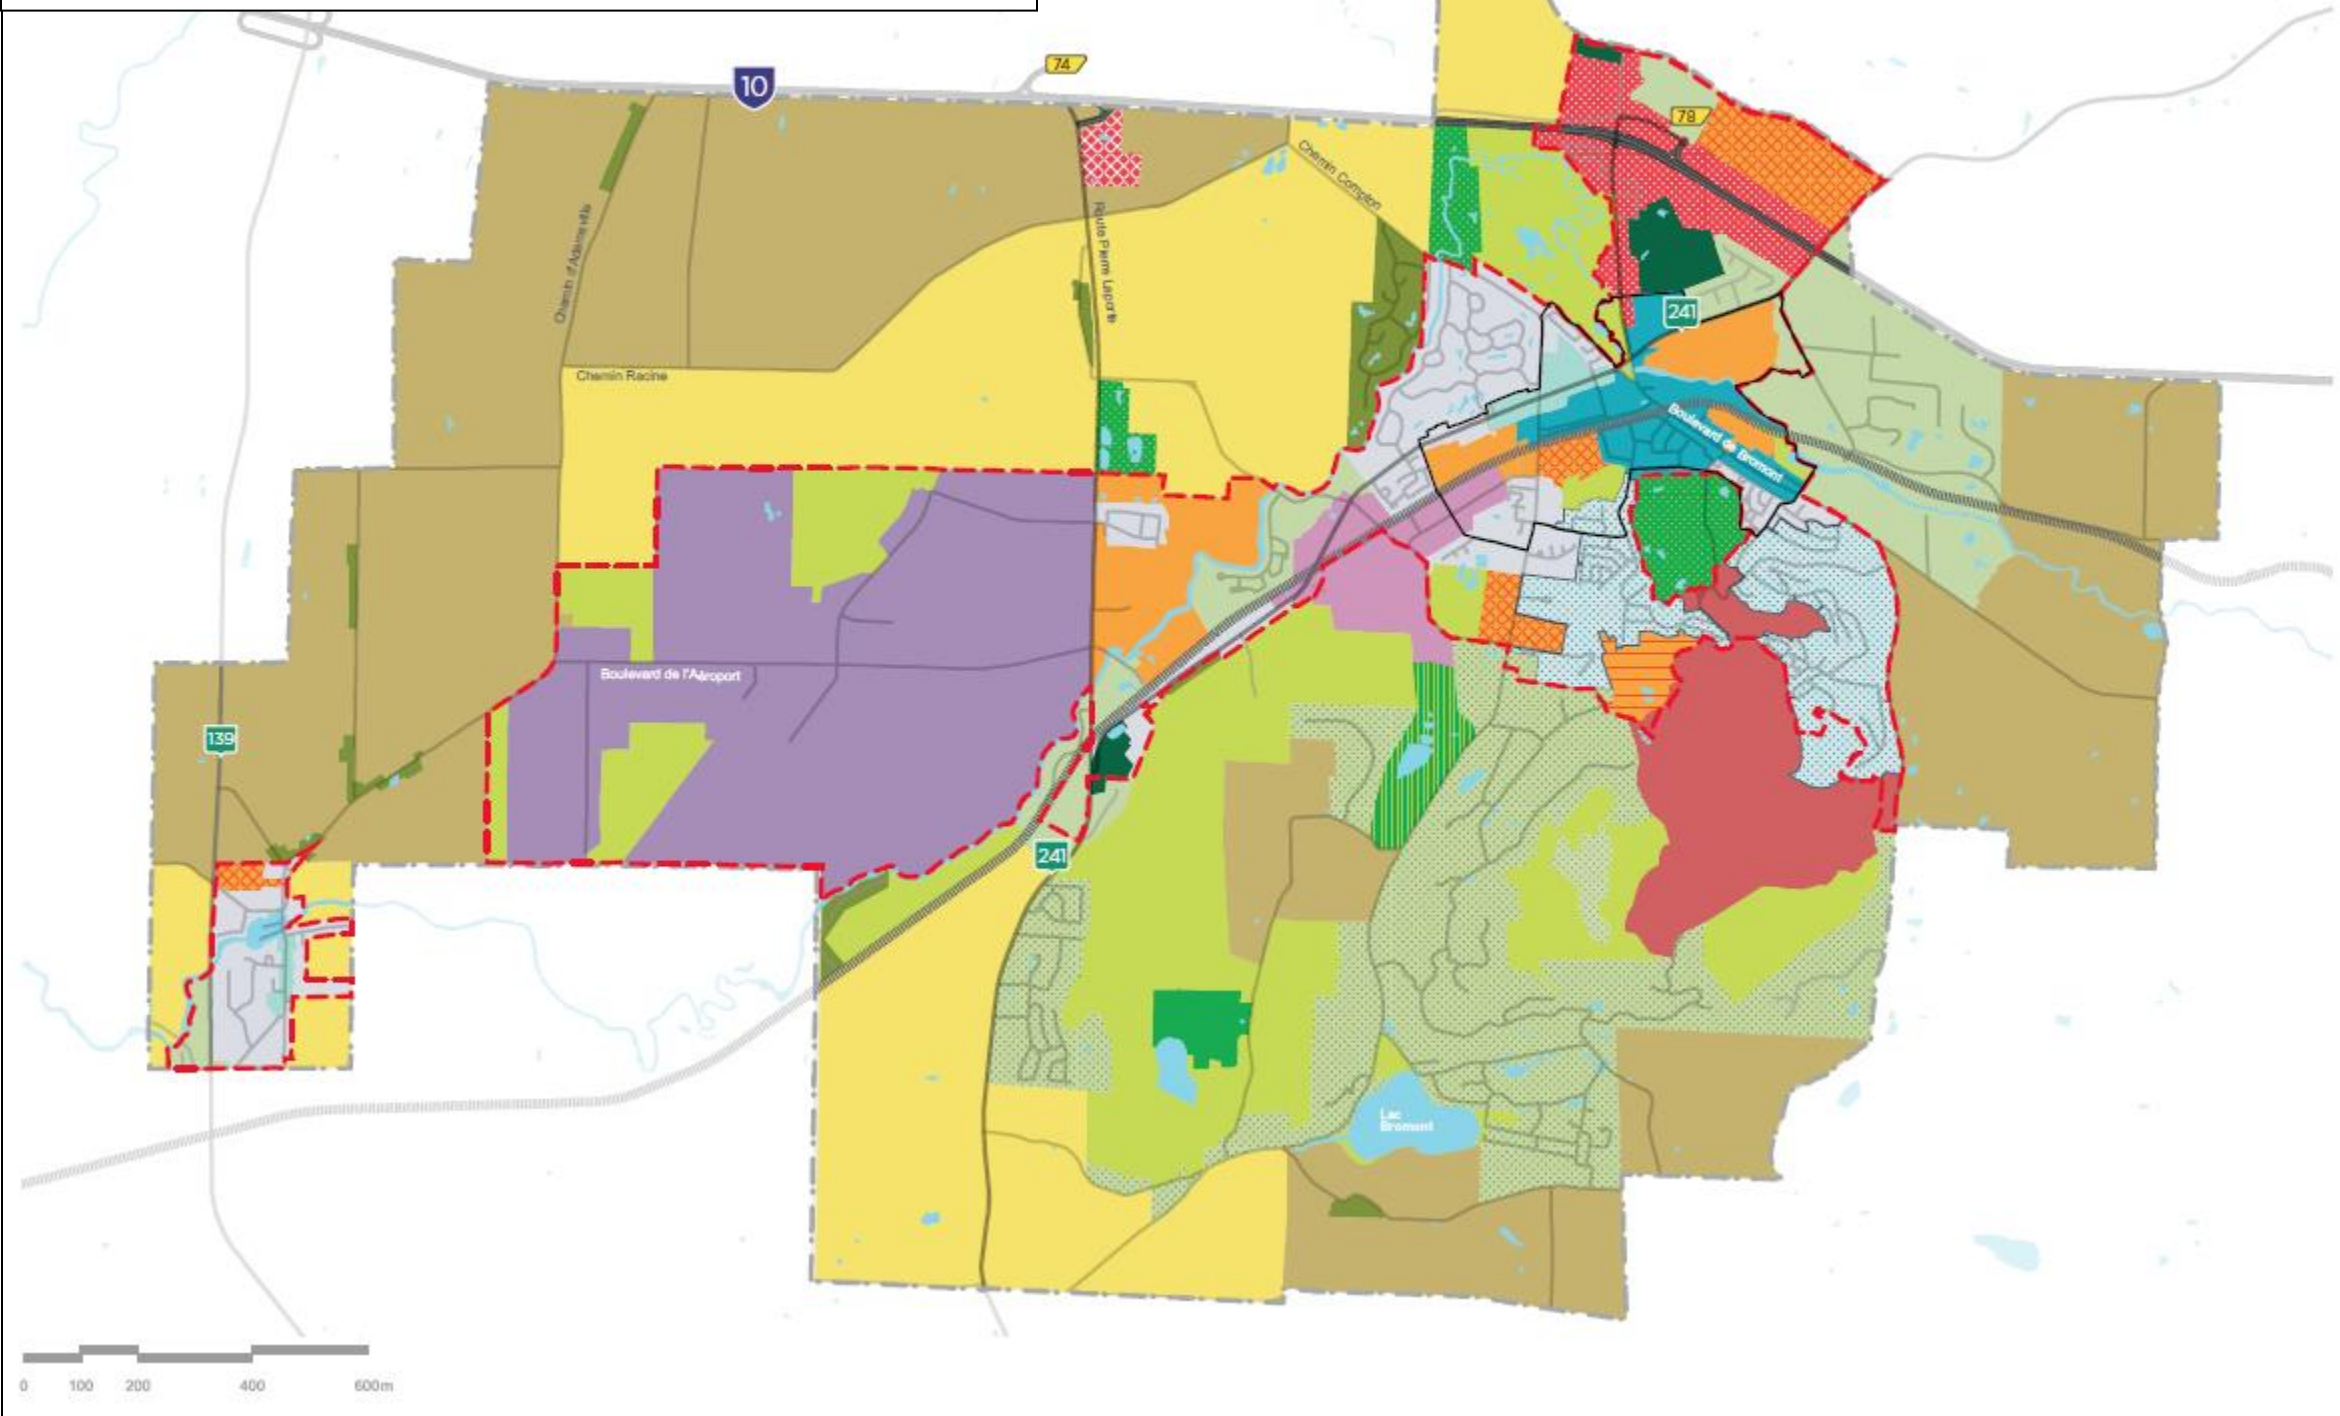 10
74
78
Chemin Compton
Chemin d'Adamsville
Route Pierre Laporte
241
Chemin Racine
Boulevard de Bromont
Boulevard de l'Aéroport
139
241
Lac
Bromont
0 100 200 400 600m